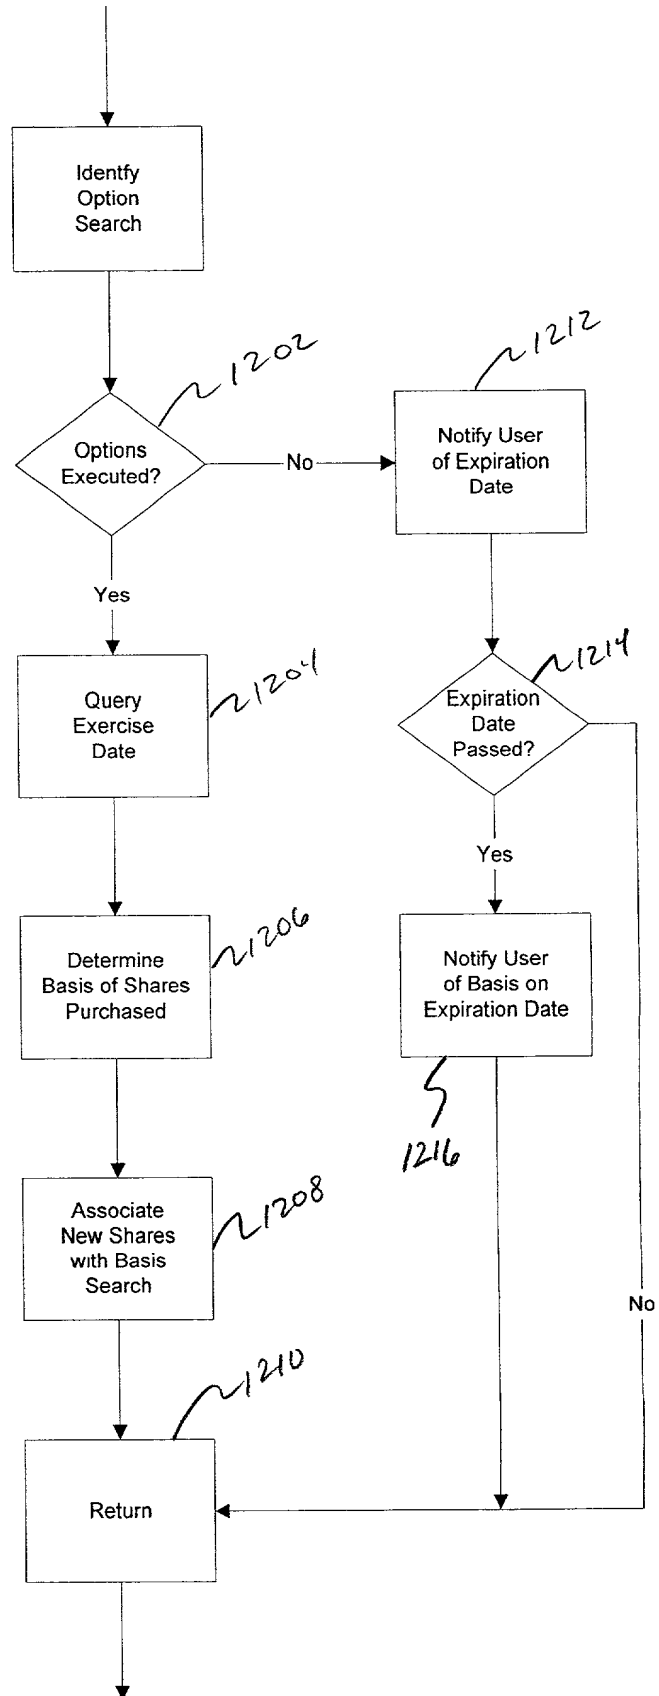 Identfy
Option
Search
1202
Options
Executed?
No
Yes
1212
Notify User
of Expiration
Date
1204
Query
Exercise
Date
1214
Expiration
Date
Passed?
Yes
No
1206
Determine
Basis of Shares
Purchased
Notify User
of Basis on
Expiration Date
1216
1208
Associate
New Shares
with Basis
Search
1210
Return